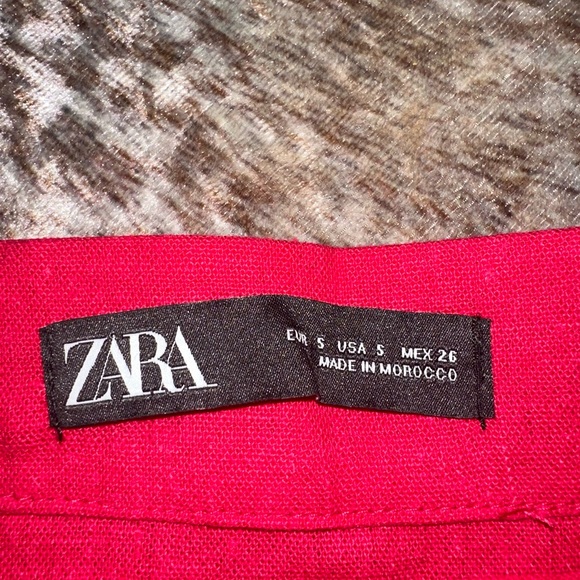 ZARA
EUR S USA S MEX 26
MADE IN MOROCCO